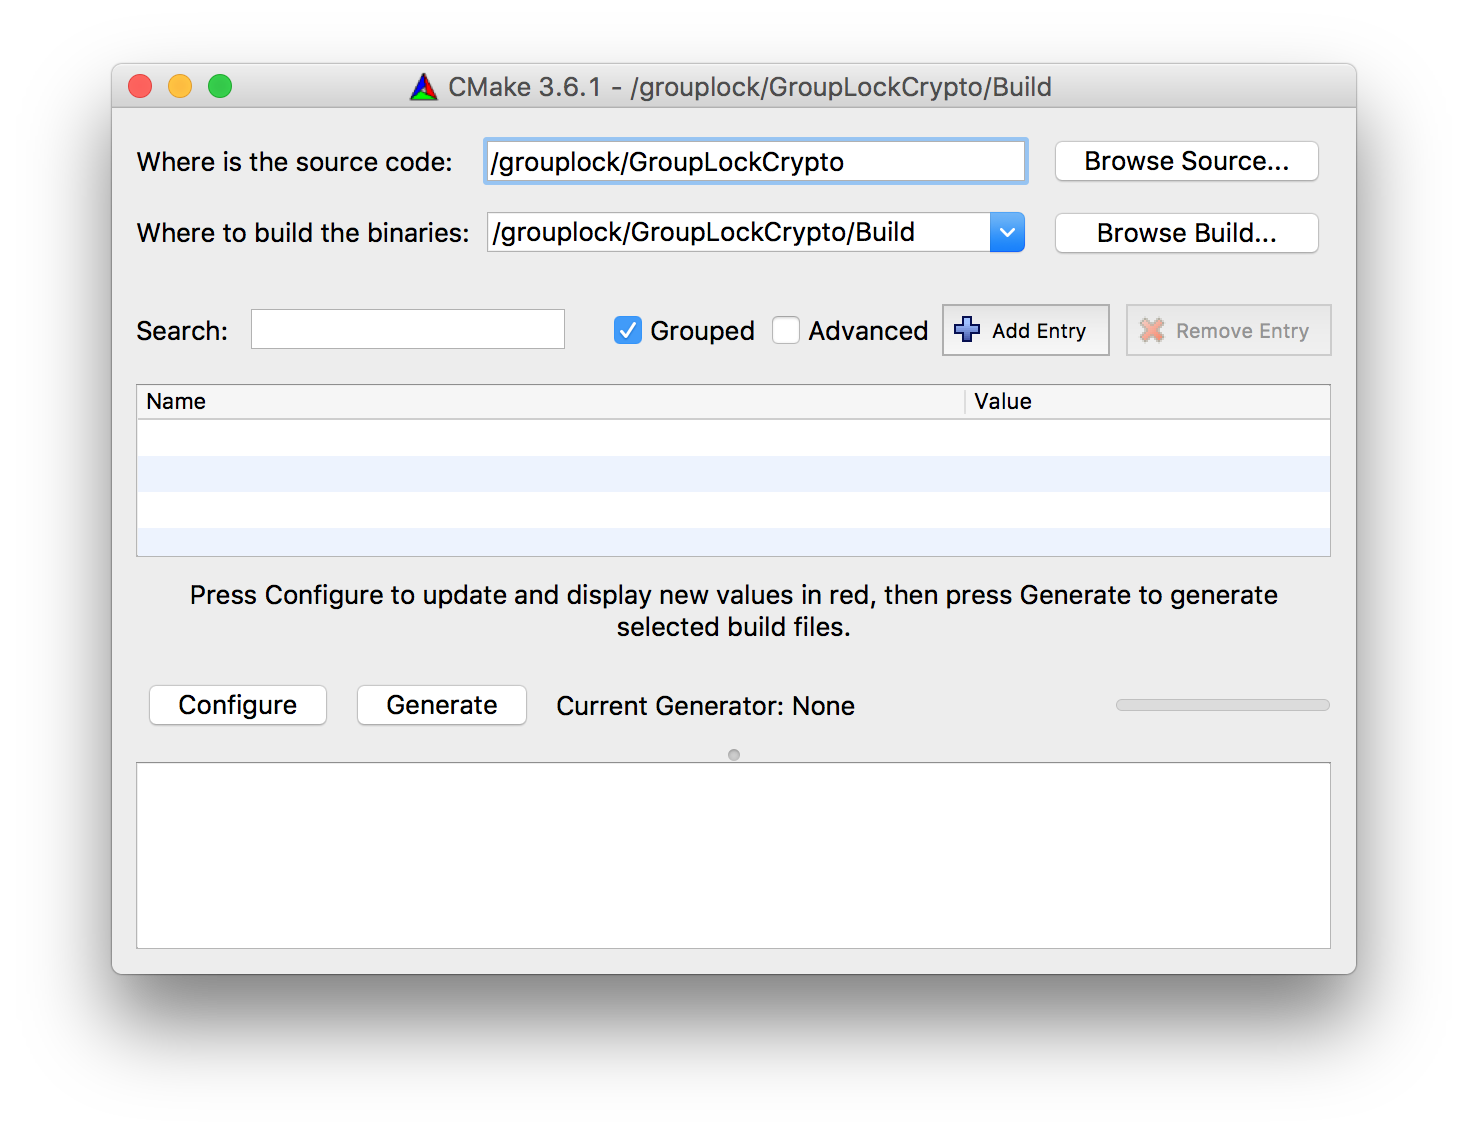 CMake 3.6.1 - /grouplock/GroupLockCrypto/Build
Where is the source code: /grouplock/GroupLockCrypto Browse Source...
Where to build the binaries: /grouplock/GroupLockCrypto/Build Browse Build...
Search: Grouped Advanced Add Entry Remove Entry
Name Value
Press Configure to update and display new values in red, then press Generate to generate
selected build files.
Configure Generate Current Generator: None